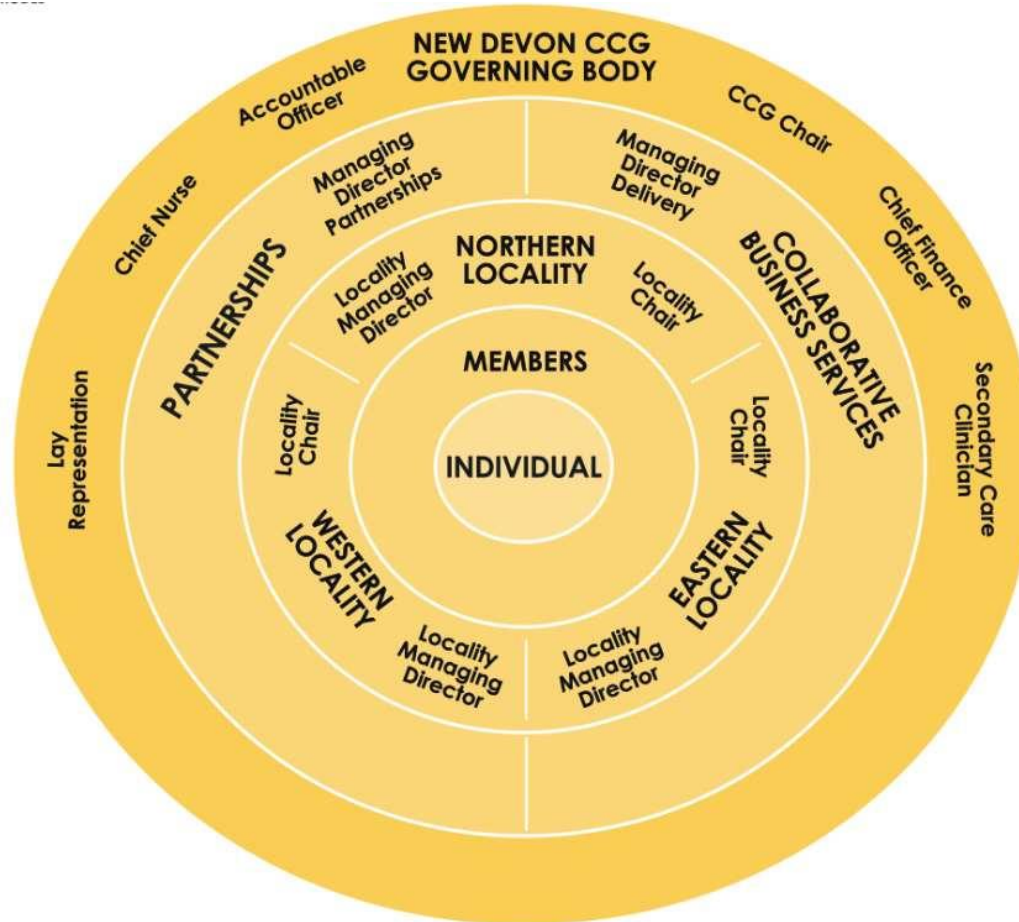 NEW DEVON CCG
GOVERNING BODY
Accountable
Officer
CCG Chair
Chief Nurse
Chief Finance
Officer
Lay
Representation
Secondary Care
Clinician
Managing
Director
Partnerships
Managing
Director
Delivery
PARTNERSHIPS
COLLABORATIVE
BUSINESS SERVICES
NORTHERN
LOCALITY
Locality
Managing
Director
Locality
Chair
Locality
Chair
Locality
Chair
WESTERN
LOCALITY
EASTERN
LOCALITY
Locality
Managing
Director
Locality
Managing
Director
MEMBERS
INDIVIDUAL